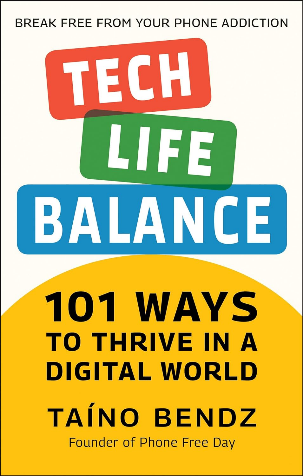 BREAK FREE FROM YOUR PHONE ADDICTION
TECH
LIFE
BALANCE
101 WAYS
TO THRIVE IN A
DIGITAL WORLD
TAÍNO BENDZ
Founder of Phone Free Day